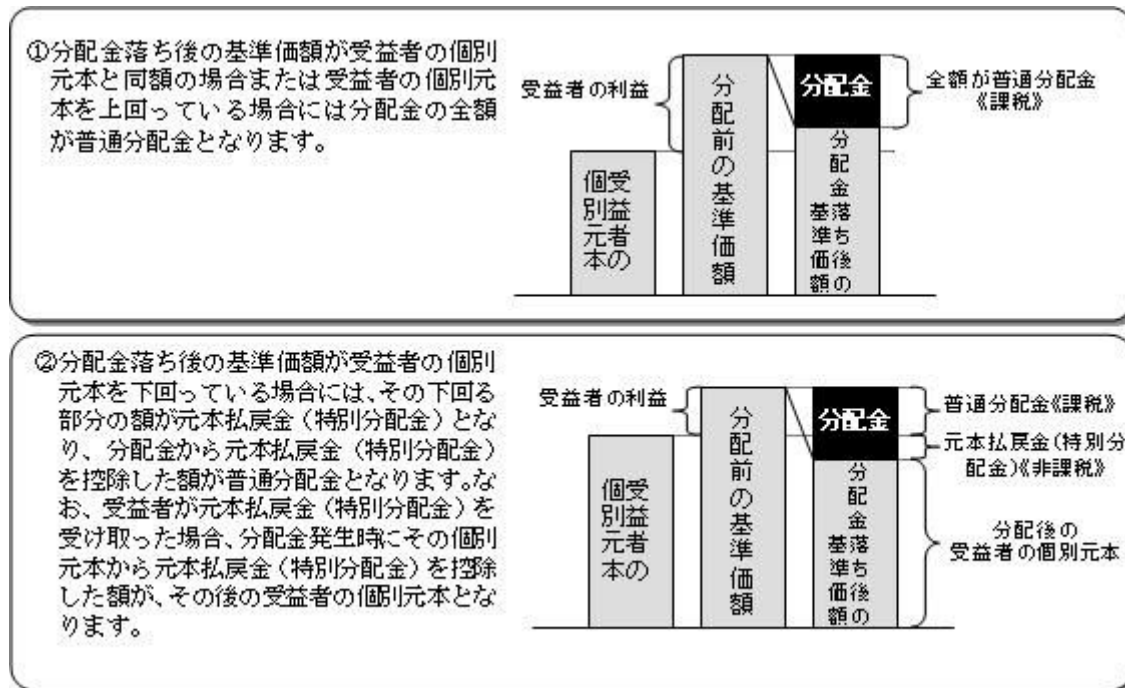 ①分配金落ち後の基準価額が受益者の個別
元本と同額の場合または受益者の個別元
本を上回っている場合には分配金の全額
が普通分配金となります。
受益者の利益
受益者の
個別元本
分配前の基準価額
分配金
分配金落ち後の
基準価額
全額が普通分配金
《課税》
②分配金落ち後の基準価額が受益者の個別
元本を下回っている場合には、その下回る
部分の額が元本払戻金(特別分配金)とな
り、分配金から元本払戻金(特別分配金)
を控除した額が普通分配金となります。な
お、受益者が元本払戻金(特別分配金)を
受け取った場合、分配金発生時にその個別
元本から元本払戻金(特別分配金)を控除
した額が、その後の受益者の個別元本とな
ります。
受益者の利益
受益者の
個別元本
分配前の基準価額
分配金
分配金落ち後の
基準価額
普通分配金《課税》
元本払戻金(特別分
配金)《非課税》
分配後の
受益者の個別元本